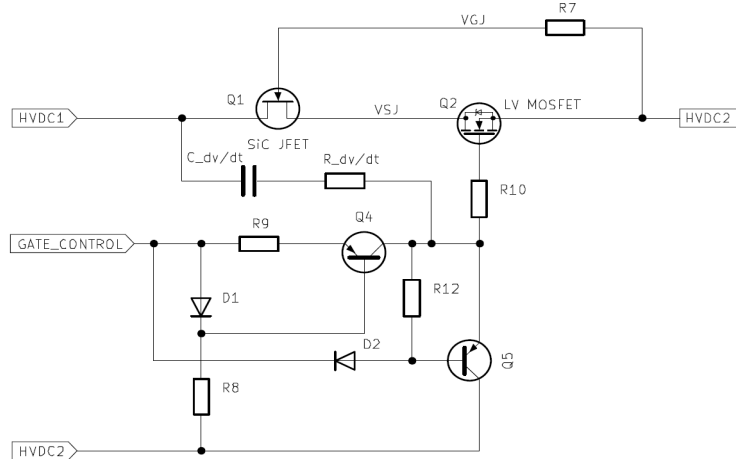 VGJ
R7
Q1
VSJ
Q2
LV MOSFET
HVDC1
HVDC2
SiC JFET
C_dv/dt
R_dv/dt
R10
Q4
R9
GATE_CONTROL
D1
R12
D2
Q5
R8
HVDC2